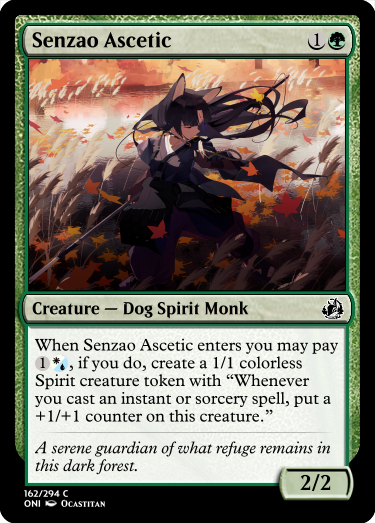 Senzao Ascetic 1
Creature — Dog Spirit Monk
When Senzao Ascetic enters you may pay
1 , if you do, create a 1/1 colorless
Spirit creature token with “Whenever
you cast an instant or sorcery spell, put a
+1/+1 counter on this creature.”
A serene guardian of what refuge remains in
this dark forest.
2/2
162/294 C
ONI Ocastitan